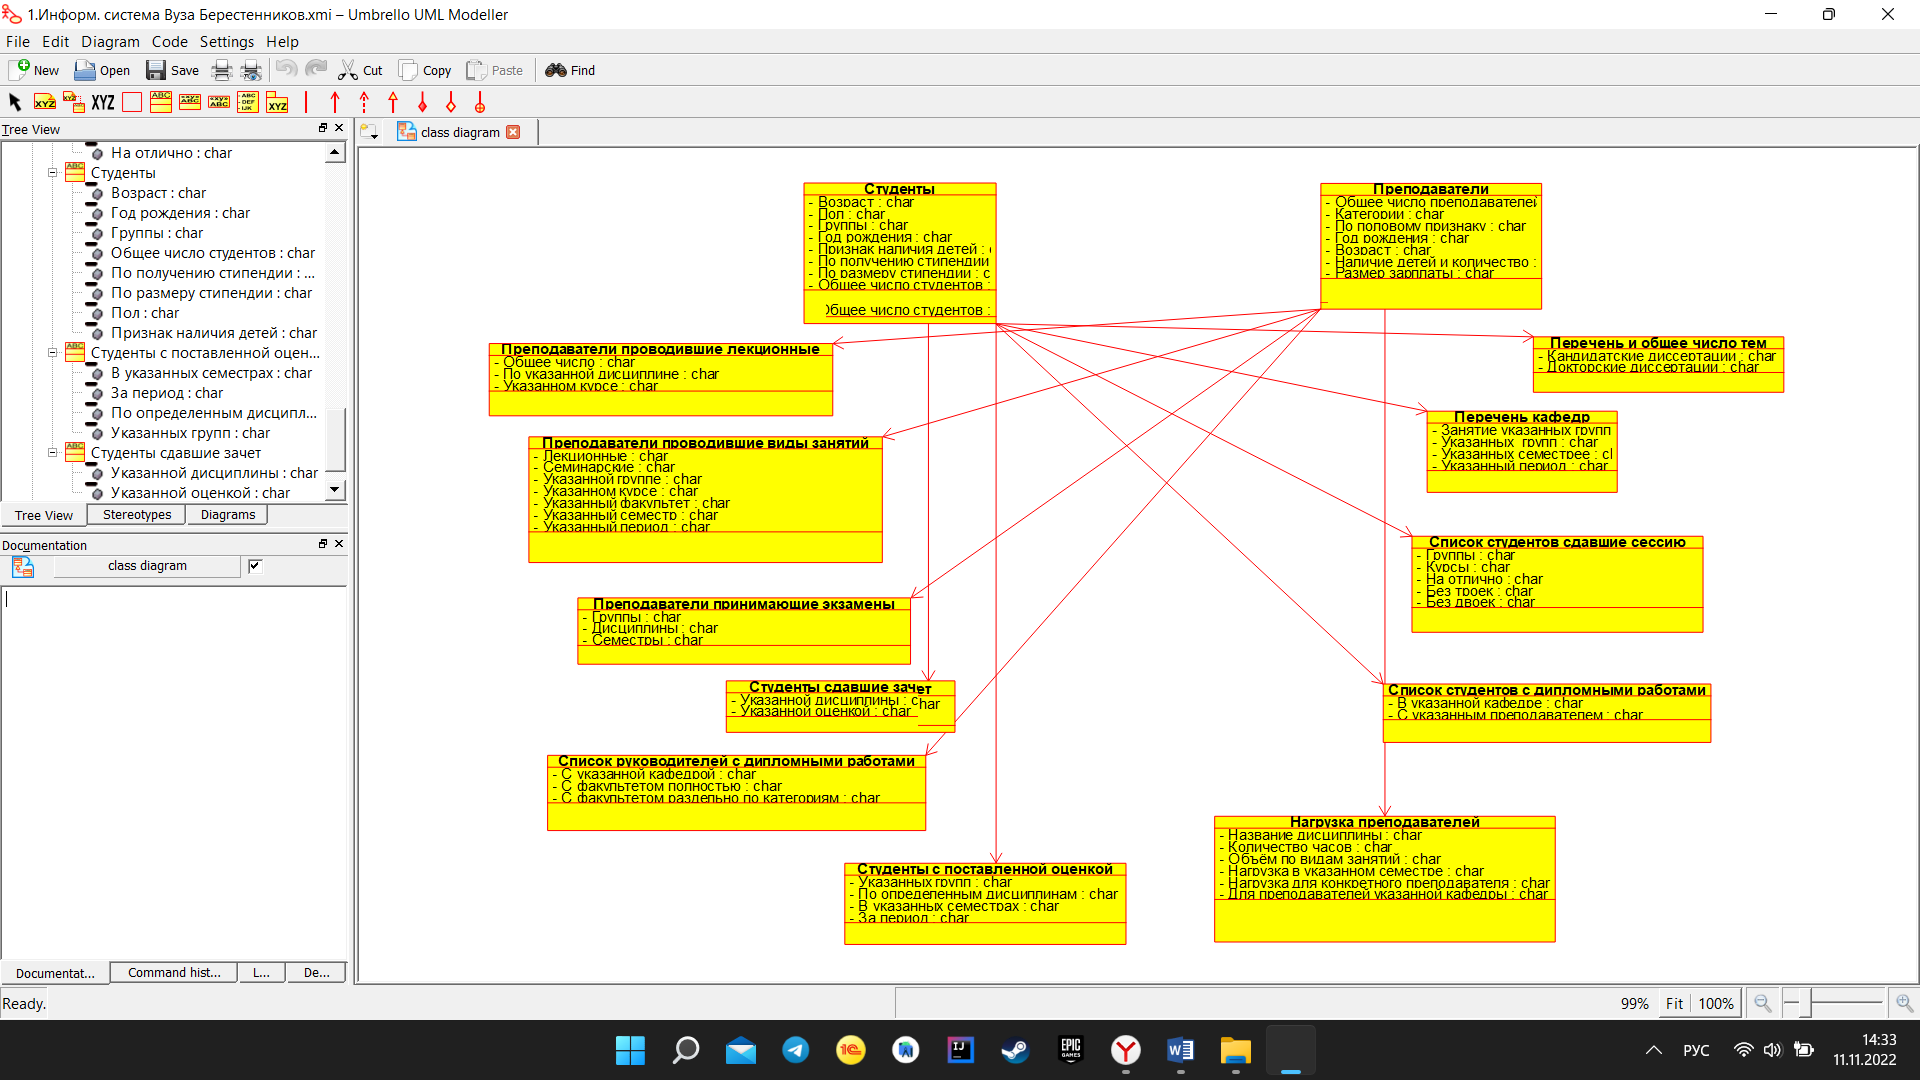 1.Информ. система Вуза Берестенников.xmi – Umbrello UML Modeller
File Edit Diagram Code Settings Help
New Open Save Cut Copy Paste Find
XYZ
Tree View
class diagram
На отлично : char
Студенты
Возраст : char
Год рождения : char
Группы : char
Общее число студентов : char
По получению стипендии : ...
По размеру стипендии : char
Пол : char
Признак наличия детей : char
Студенты с поставленной оцен...
В указанных семестрах : char
За период : char
По определенным дисципл...
Указанных групп : char
Студенты сдавшие зачет
Указанной дисциплины : char
Указанной оценкой : char
Tree View Stereotypes Diagrams
Documentation
class diagram
Documentat... Command hist... L... De...
Студенты
- Возраст : char
- Пол : char
- Группы : char
- Год рождения : char
- Признак наличия детей :
- По получению стипендии
- По размеру стипендии : c
- Общее число студентов :
Общее число студентов :
Преподаватели
- Общее число преподавателей
- Категории : char
- По половому признаку : char
- Год рождения : char
- Возраст : char
- Наличие детей и количество :
- Размер зарплаты : char
Преподаватели проводившие лекционные
- Общее число : char
- По указанной дисциплине : char
- Указанном курсе : char
Перечень и общее число тем
- Кандидатские диссертации : char
- Докторские диссертации : char
Перечень кафедр
- Занятие указанных групп
- Указанных групп : char
- Указанных семестрее : cl
- Указанный период : char
Преподаватели проводившие виды занятий
- Лекционные : char
- Семинарские : char
- Указанной группе : char
- Указанном курсе : char
- Указанный факультет : char
- Указанный семестр : char
- Указанный период : char
Список студентов сдавшие сессию
- Группы : char
- Курсы : char
- На отлично : char
- Без троек : char
- Без двоек : char
Преподаватели принимающие экзамены
- Группы : char
- Дисциплины : char
- Семестры : char
Студенты сдавшие зачет
- Указанной дисциплины : char
- Указанной оценкой : char
Список студентов с дипломными работами
- В указанной кафедре : char
- С указанным преподавателем : char
Список руководителей с дипломными работами
- С указанной кафедрой : char
- С факультетом полностью : char
- С факультетом раздельно по категориям : char
Нагрузка преподавателей
- Название дисциплины : char
- Количество часов : char
- Объём по видам занятий : char
- Нагрузка в указанном семестре : char
- Нагрузка для конкретного преподавателя : char
- Для преподавателей указанной кафедры : char
Студенты с поставленной оценкой
- Указанных групп : char
- По определенным дисциплинам : char
- В указанных семестрах : char
- За период : char
Ready.
99% Fit 100%
РУС
14:33
11.11.2022